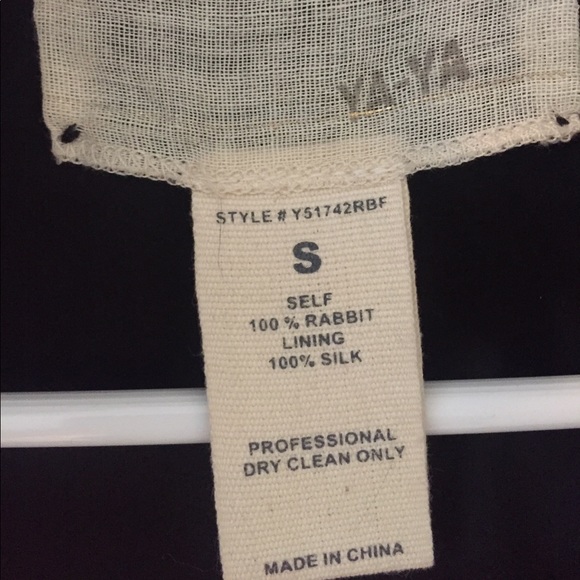 YA-YA
STYLE # Y51742RBF
S
SELF
100 % RABBIT
LINING
100% SILK
PROFESSIONAL
DRY CLEAN ONLY
MADE IN CHINA